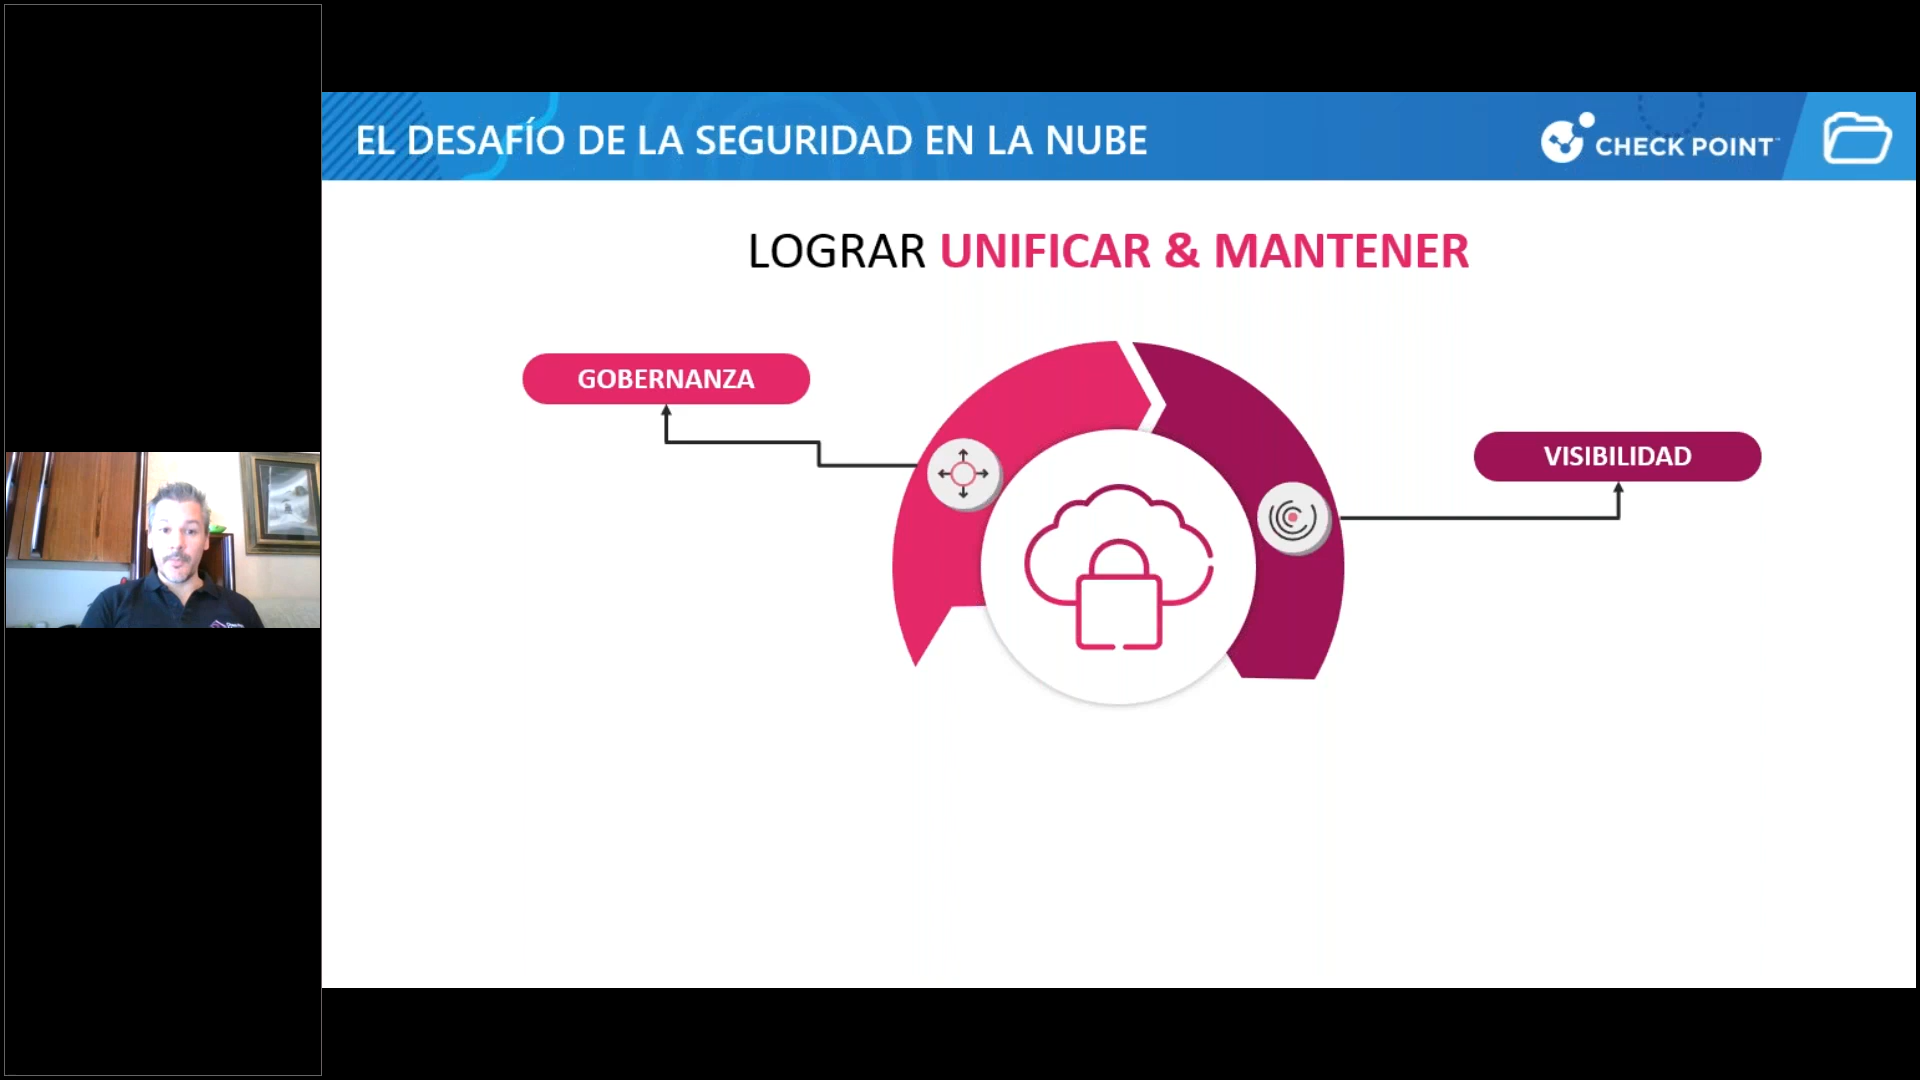 EL DESAFÍO DE LA SEGURIDAD EN LA NUBE
CHECK POINT
LOGRAR UNIFICAR & MANTENER
GOBERNANZA
VISIBILIDAD